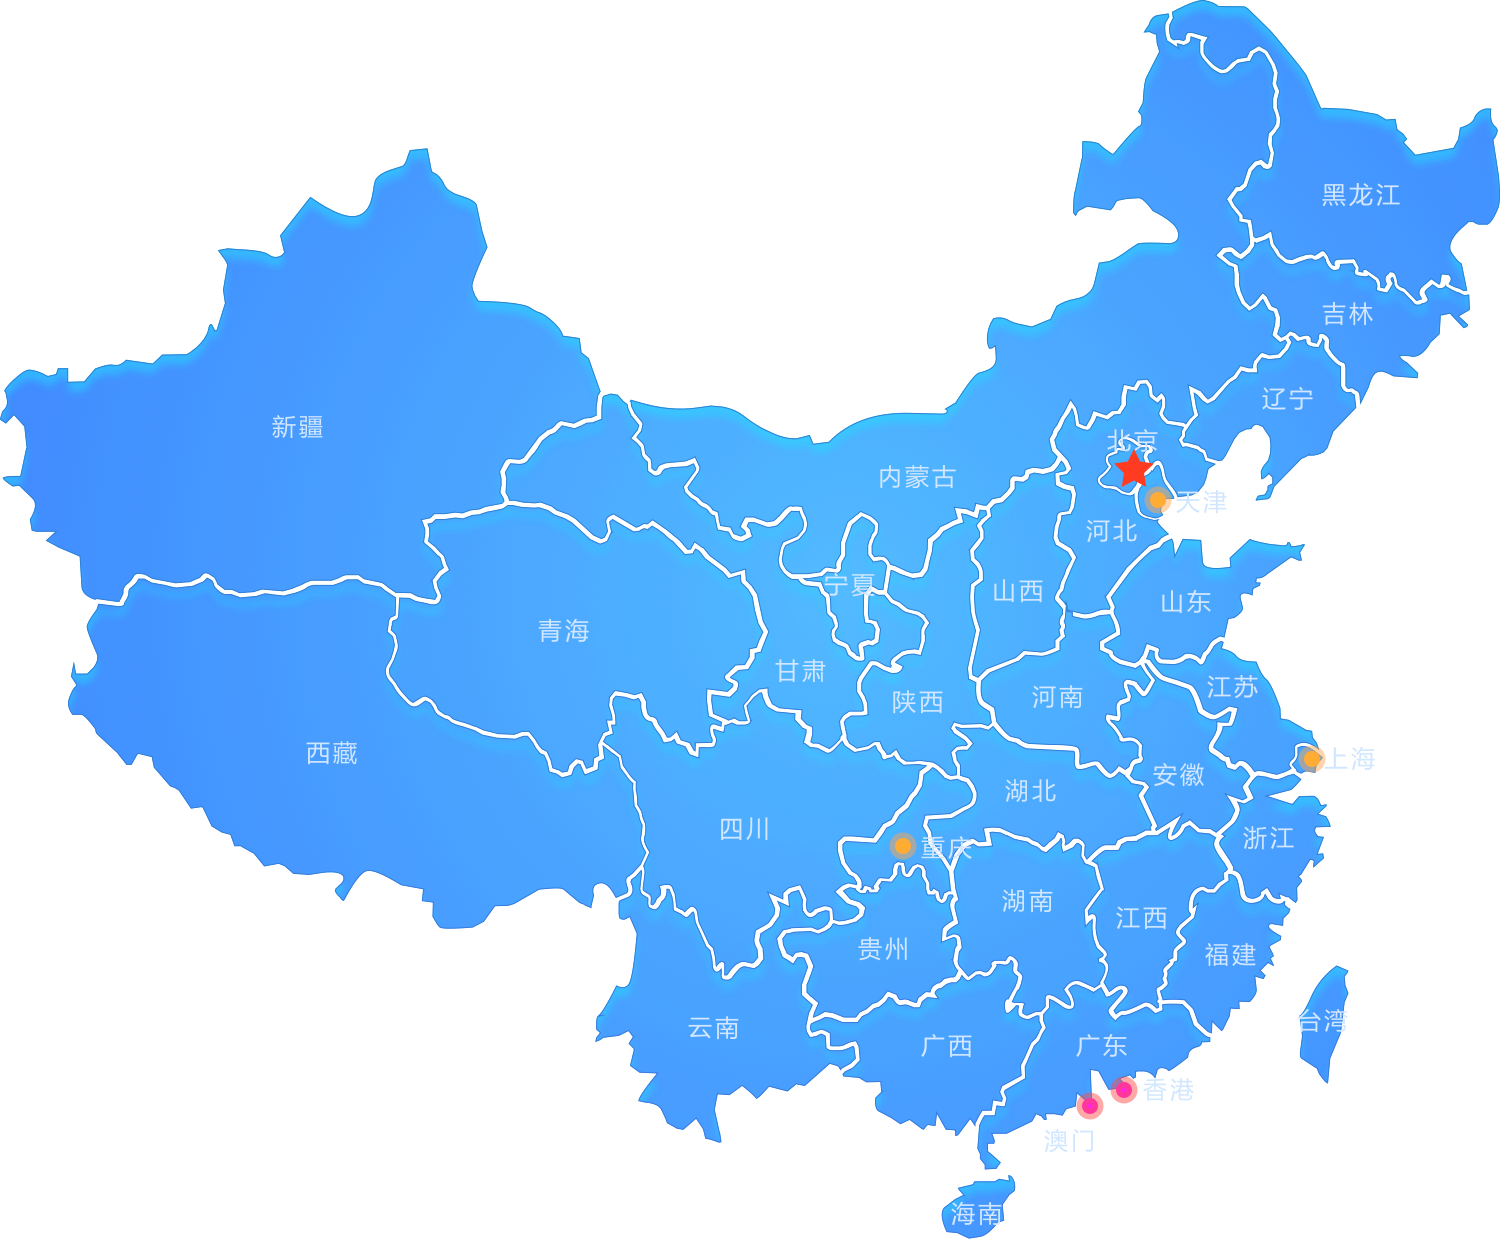 黑龙江
吉林
辽宁
新疆
北京
内蒙古
天津
河北
宁夏
山西
山东
青海
甘肃
江苏
河南
陕西
西藏
上海
安徽
湖北
四川
浙江
重庆
湖南
江西
贵州
福建
台湾
云南
广西
广东
香港
澳门
海南